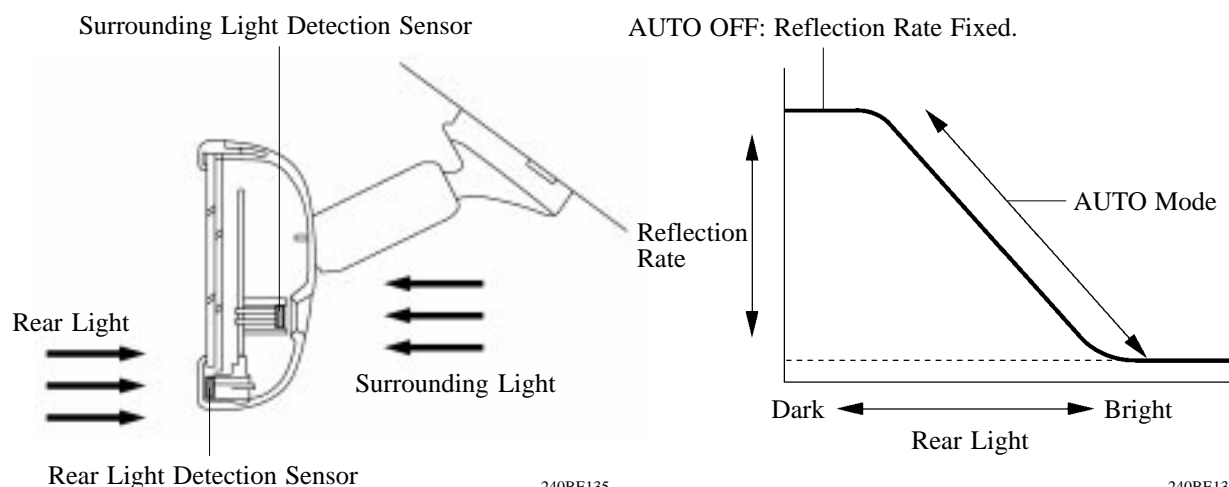 Surrounding Light Detection Sensor
Rear Light
Surrounding Light
Rear Light Detection Sensor
AUTO OFF: Reflection Rate Fixed.
Reflection
Rate
AUTO Mode
Dark
Bright
Rear Light